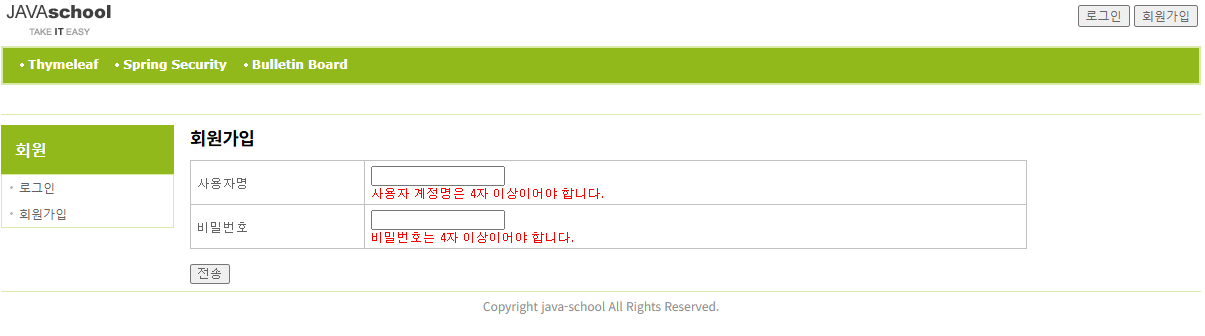 JAVAschool
TAKE IT EASY
로그인 회원가입
Thymeleaf Spring Security Bulletin Board
회원
로그인
회원가입
회원가입
사용자명
사용자 계정명은 4자 이상이어야 합니다.
비밀번호
비밀번호는 4자 이상이어야 합니다.
전송
Copyright java-school All Rights Reserved.